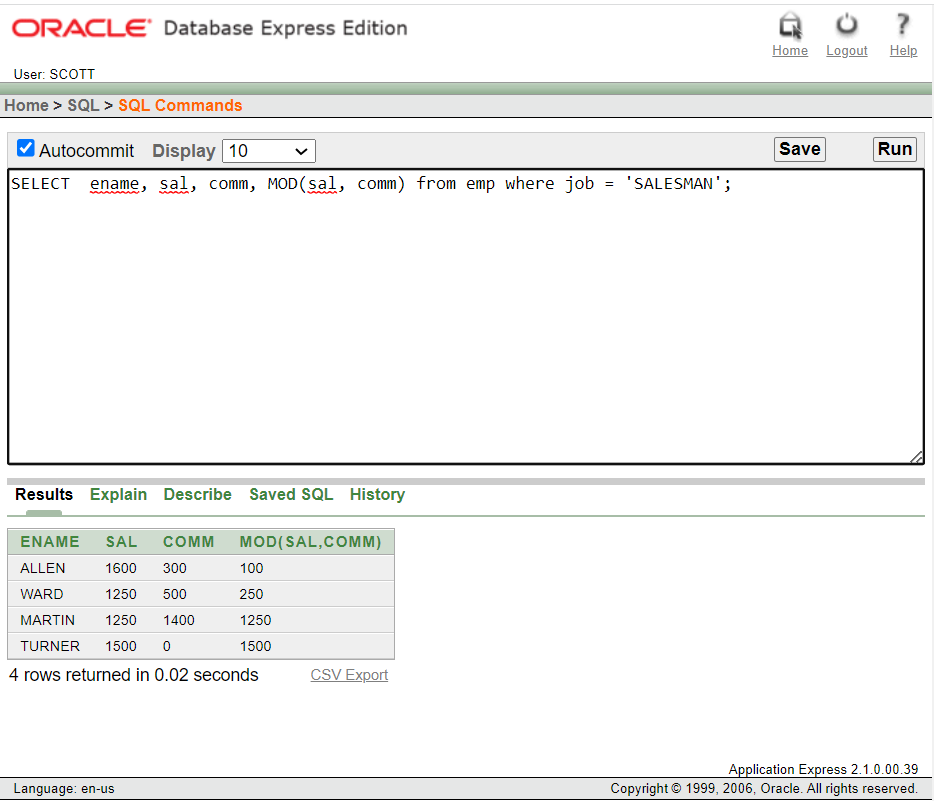 ORACLE® Database Express Edition
Home Logout Help
User: SCOTT
Home > SQL > SQL Commands
Autocommit Display 10 Save Run
SELECT  ename, sal, comm, MOD(sal, comm) from emp where job = 'SALESMAN';
Results Explain Describe Saved SQL History
ENAME SAL COMM MOD(SAL,COMM)
ALLEN 1600 300 100
WARD 1250 500 250
MARTIN 1250 1400 1250
TURNER 1500 0 1500
4 rows returned in 0.02 seconds CSV Export
Application Express 2.1.0.00.39
Language: en-us Copyright © 1999, 2006, Oracle. All rights reserved.